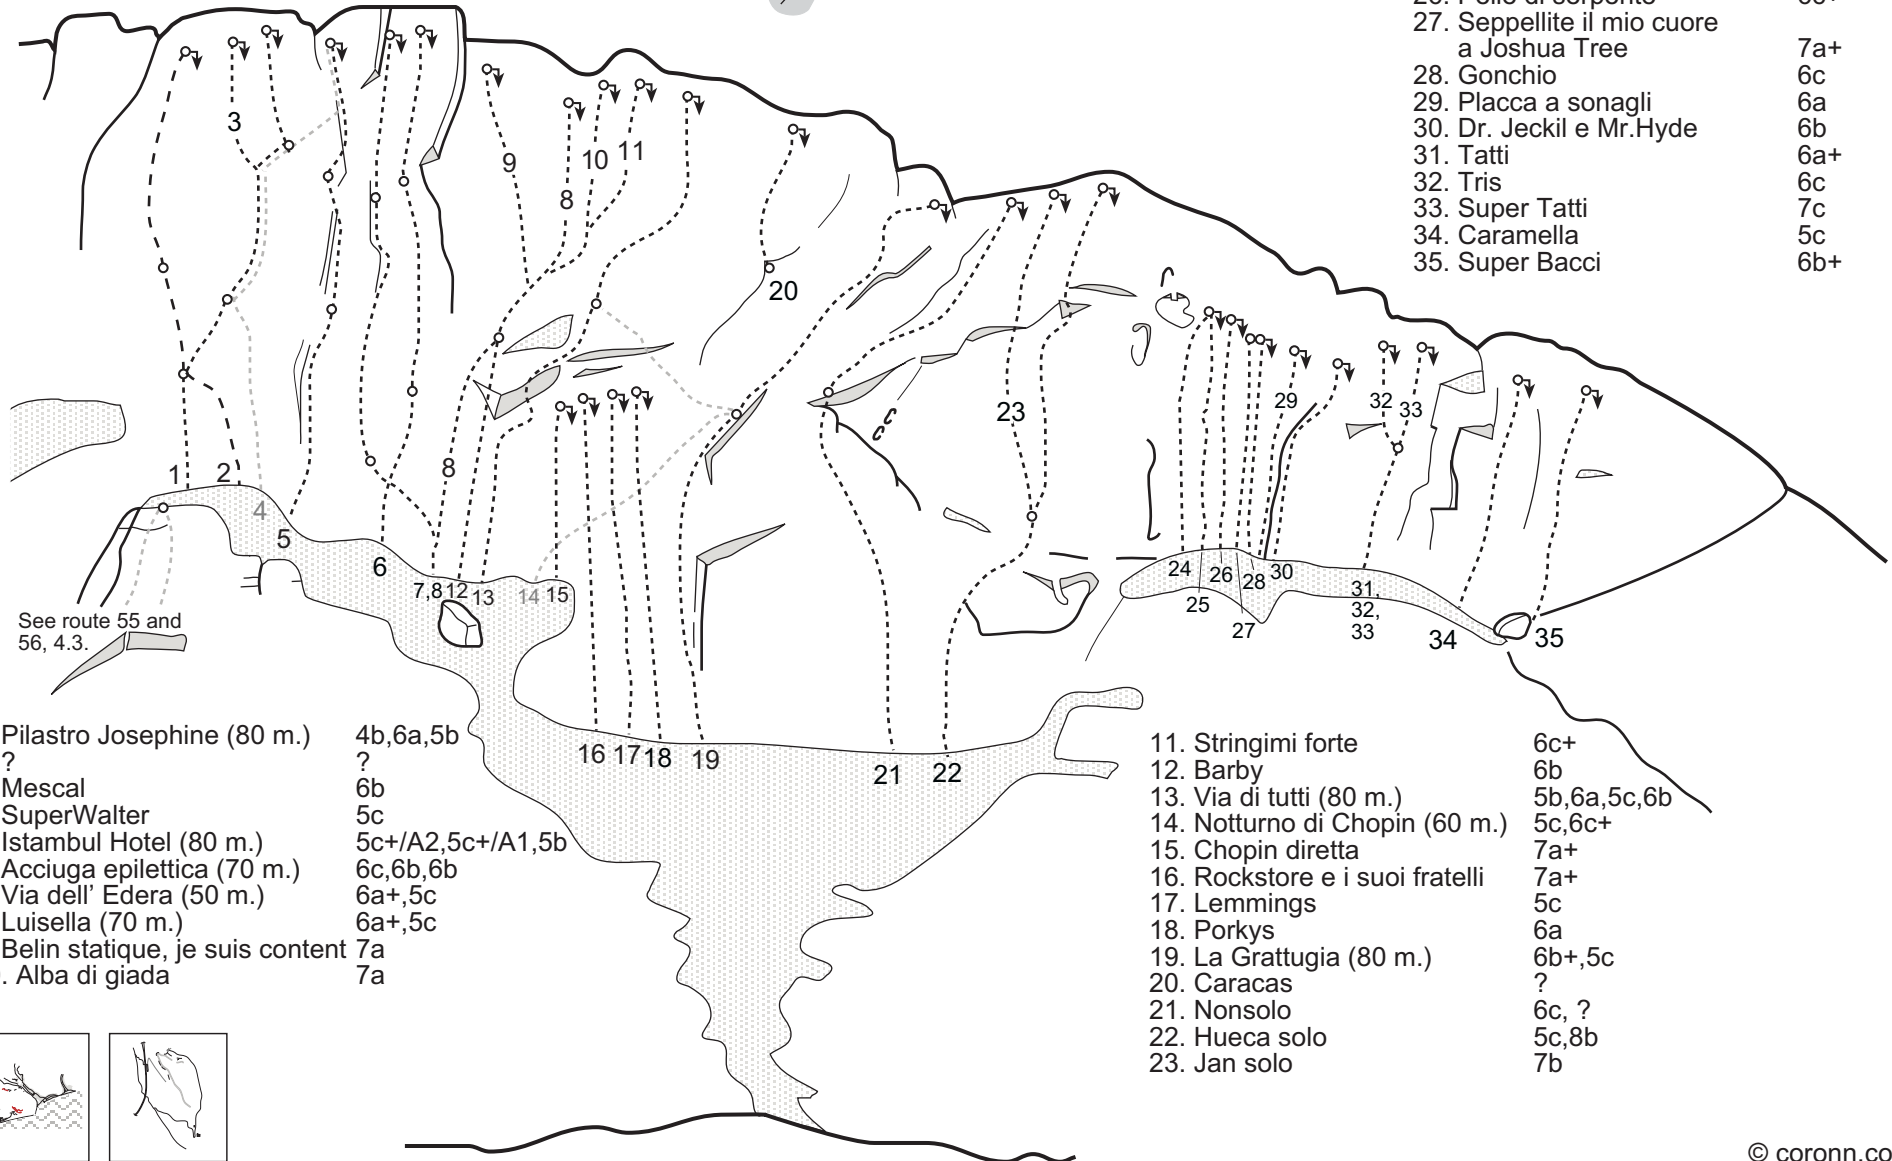 27. Seppellite il mio cuore
a Joshua Tree 7a+
28. Gonchio 6c
29. Placca a sonagli 6a
30. Dr. Jeckil e Mr.Hyde 6b
31. Tatti 6a+
32. Tris 6c
33. Super Tatti 7c
34. Caramella 5c
35. Super Bacci 6b+
3
9
10
11
8
20
23
29
32
33
1
2
8
4
5
6
7,8
12
13
14
15
24
25
26
27
28
30
31,
32,
33
34
35
See route 55 and
56, 4.3.
16
17
18
19
21
22
Pilastro Josephine (80 m.) 4b,6a,5b
? ?
Mescal 6b
SuperWalter 5c
Istambul Hotel (80 m.) 5c+/A2,5c+/A1,5b
Acciuga epilettica (70 m.) 6c,6b,6b
Via dell' Edera (50 m.) 6a+,5c
Luisella (70 m.) 6a+,5c
Belin statique, je suis content 7a
. Alba di giada 7a
11. Stringimi forte 6c+
12. Barby 6b
13. Via di tutti (80 m.) 5b,6a,5c,6b
14. Notturno di Chopin (60 m.) 5c,6c+
15. Chopin diretta 7a+
16. Rockstore e i suoi fratelli 7a+
17. Lemmings 5c
18. Porkys 6a
19. La Grattugia (80 m.) 6b+,5c
20. Caracas ?
21. Nonsolo 6c, ?
22. Hueca solo 5c,8b
23. Jan solo 7b
© coronn.co